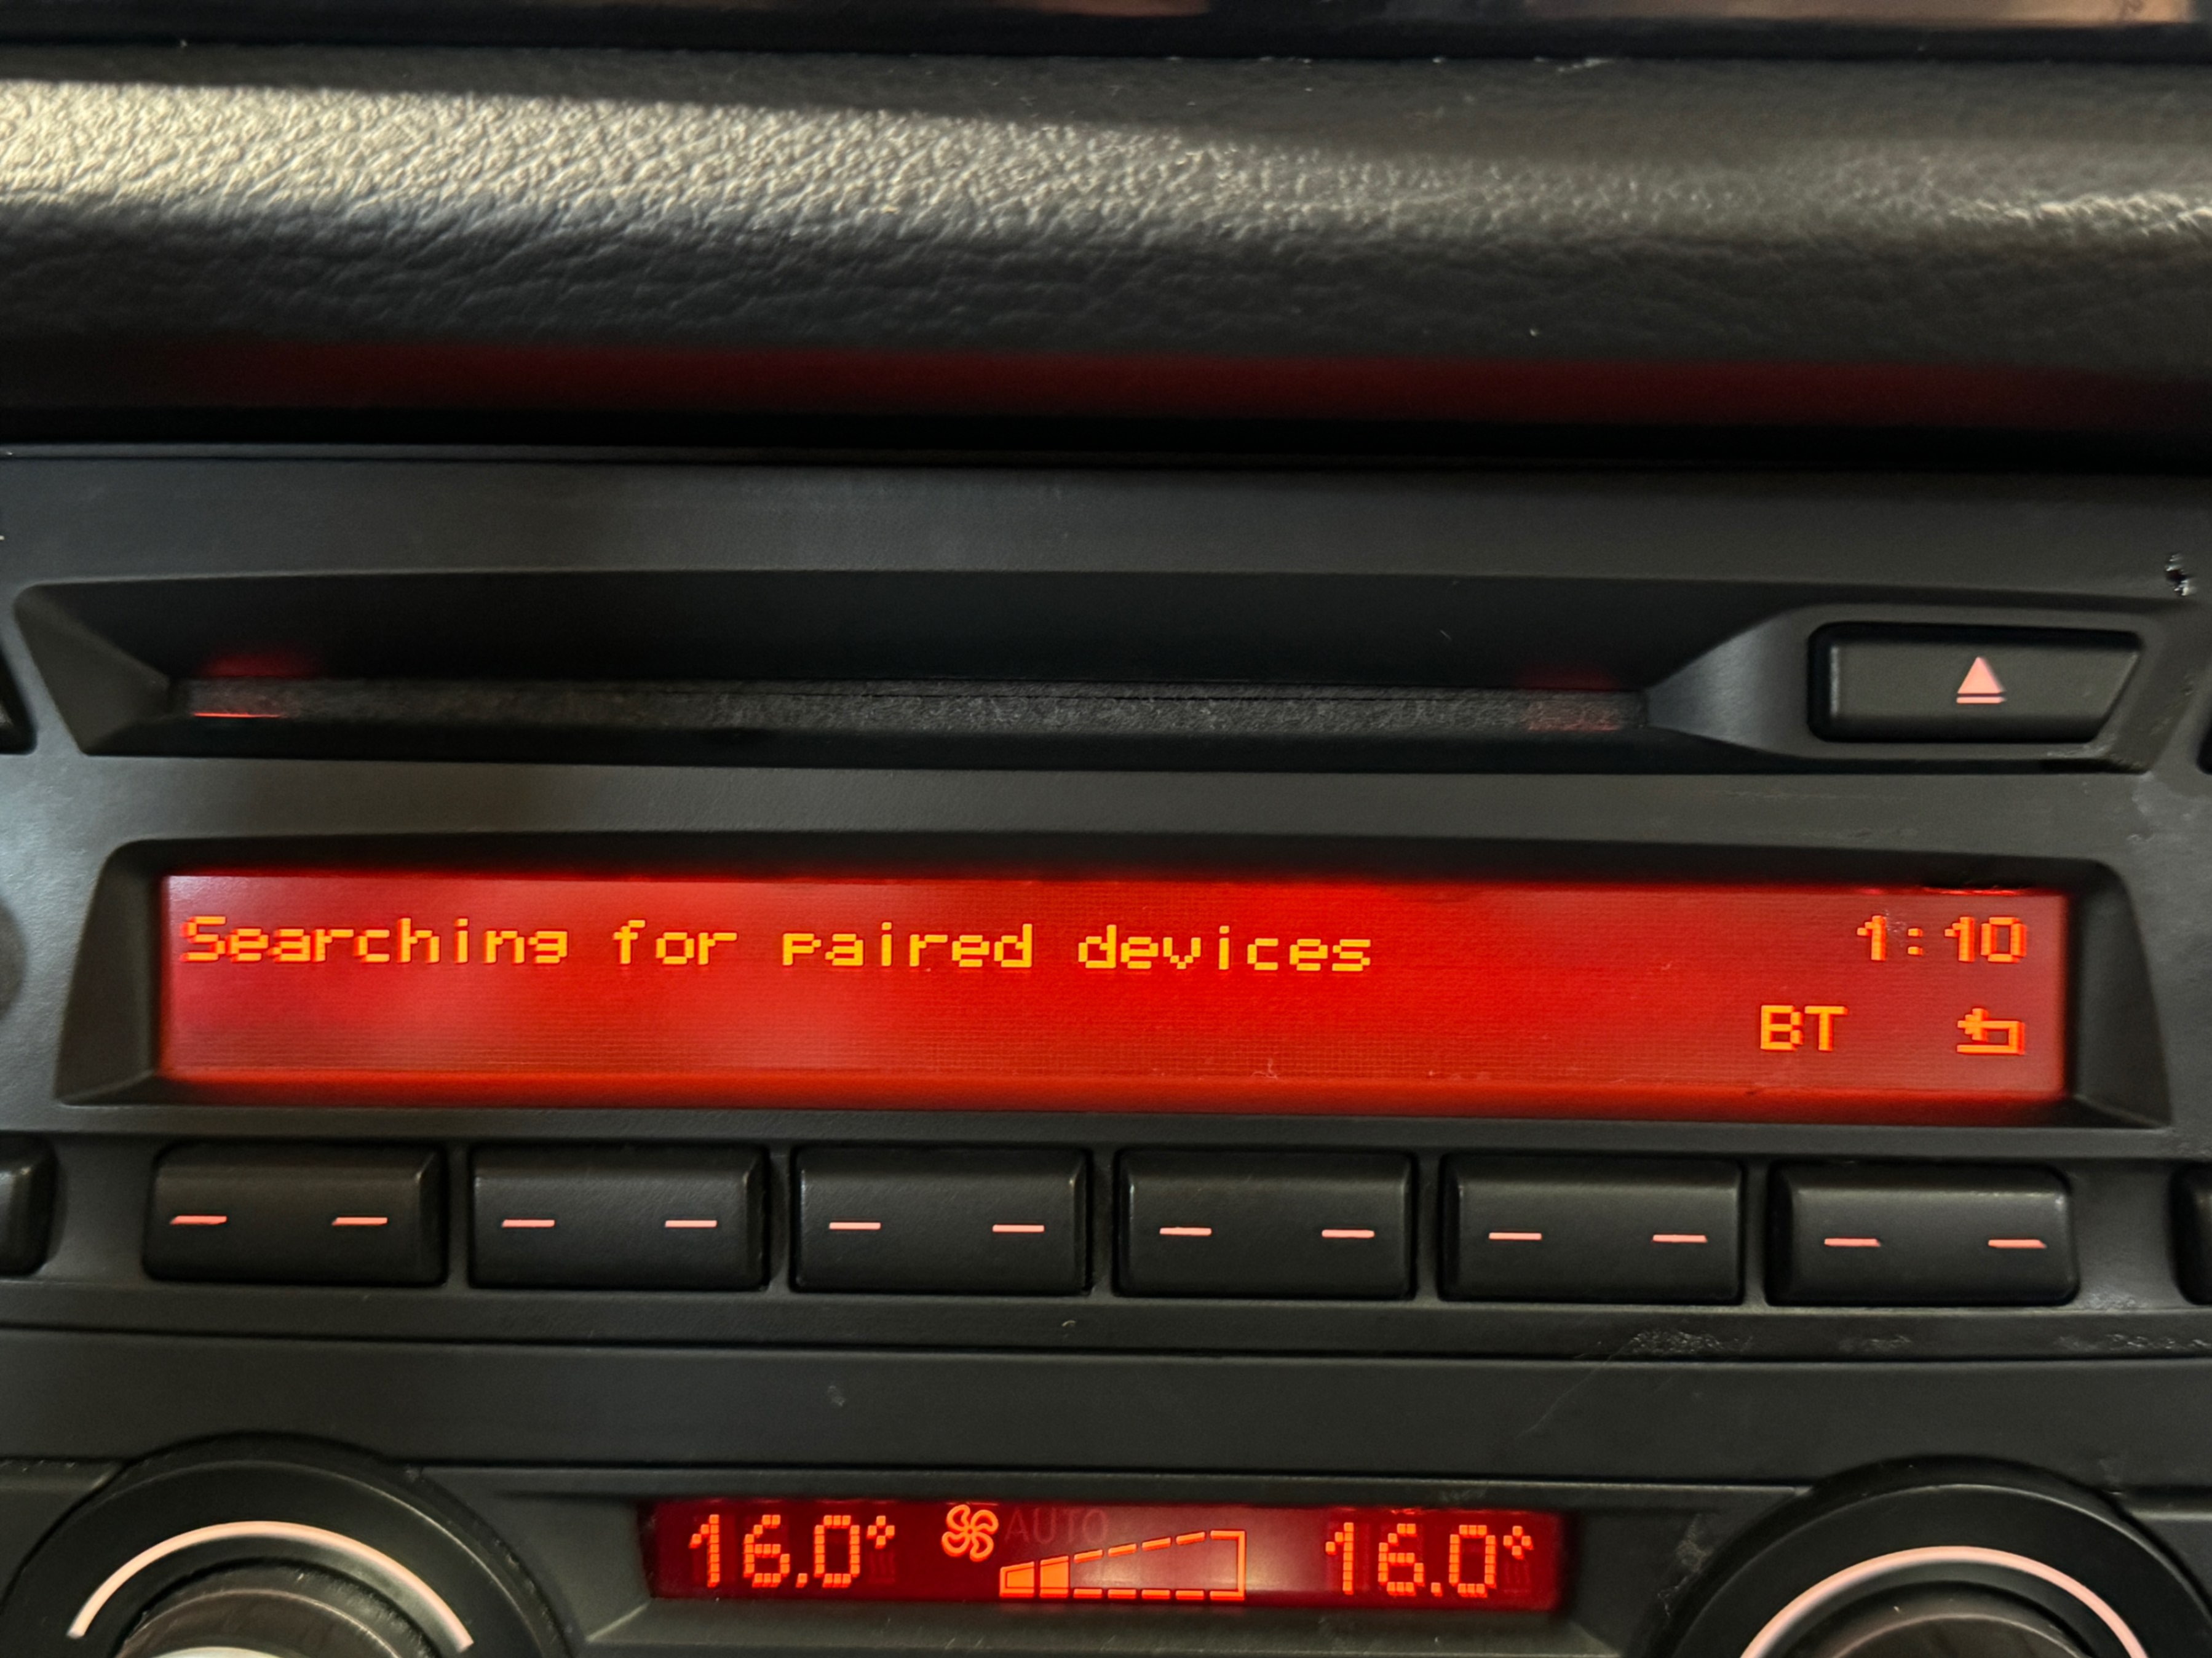 Searching for paired devices 1:10
BT
16.0° AUTO 16.0°